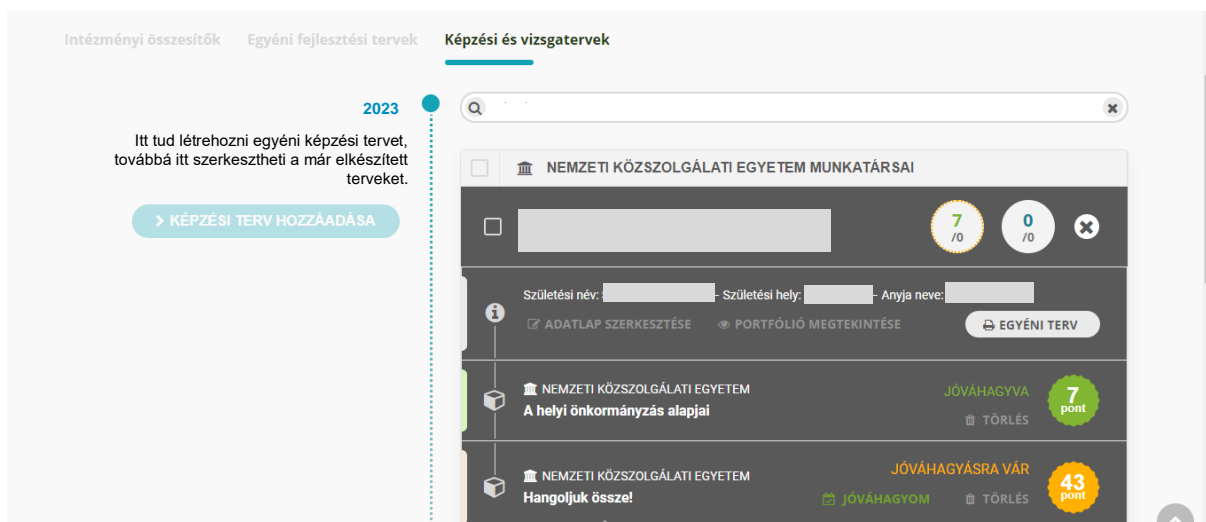 Intézményi összesítők Egyéni fejlesztési tervek Képzési és vizsgatervek
2023
Itt tud létrehozni egyéni képzési tervet,
továbbá itt szerkesztheti a már elkészített
terveket.
KÉPZÉSI TERV HOZZÁADÁSA
NEMZETI KÖZSZOLGÁLATI EGYETEM MUNKATÁRSAI
7
/0
0
/0
Születési név: - Születési hely: - Anyja neve:
ADATLAP SZERKESZTÉSE PORTFÓLIÓ MEGTEKINTÉSE EGYÉNI TERV
NEMZETI KÖZSZOLGÁLATI EGYETEM
A helyi önkormányzás alapjai
JÓVÁHAGYVA
TÖRLÉS
7
pont
NEMZETI KÖZSZOLGÁLATI EGYETEM
Hangoljuk össze!
JÓVÁHAGYÁSRA VÁR
JÓVÁHAGYOM TÖRLÉS
43
pont